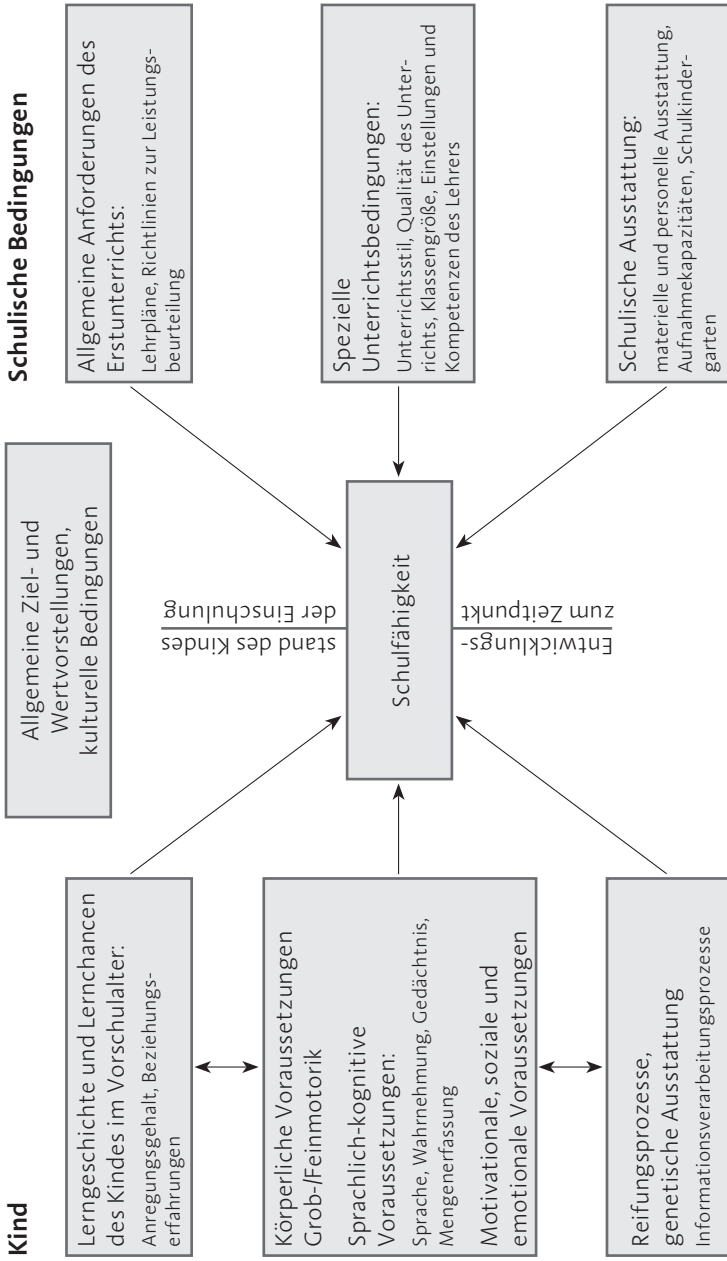 Kind
Lerngeschichte und Lernchancen
des Kindes im Vorschulalter:
Anregungsgehalt, Beziehungs-
erfahrungen
Körperliche Voraussetzungen
Grob-/Feinmotorik
Sprachlich-kognitive
Voraussetzungen:
Sprache, Wahrnehmung, Gedächtnis,
Mengenerfassung
Motivationale, soziale und
emotionale Voraussetzungen
Reifungsprozesse,
genetische Ausstattung
Informationsverarbeitungsprozesse
Allgemeine Ziel- und
Wertvorstellungen,
kulturelle Bedingungen
Schulfähigkeit
Entwicklungs-
stand des Kindes
zum Zeitpunkt
der Einschulung
Schulische Bedingungen
Allgemeine Anforderungen des
Erstunterrichts:
Lehrpläne, Richtlinien zur Leistungs-
beurteilung
Spezielle
Unterrichtsbedingungen:
Unterrichtsstil, Qualität des Unter-
richts, Klassengröße, Einstellungen und
Kompetenzen des Lehrers
Schulische Ausstattung:
materielle und personelle Ausstattung,
Aufnahmekapazitäten, Schulkinder-
garten